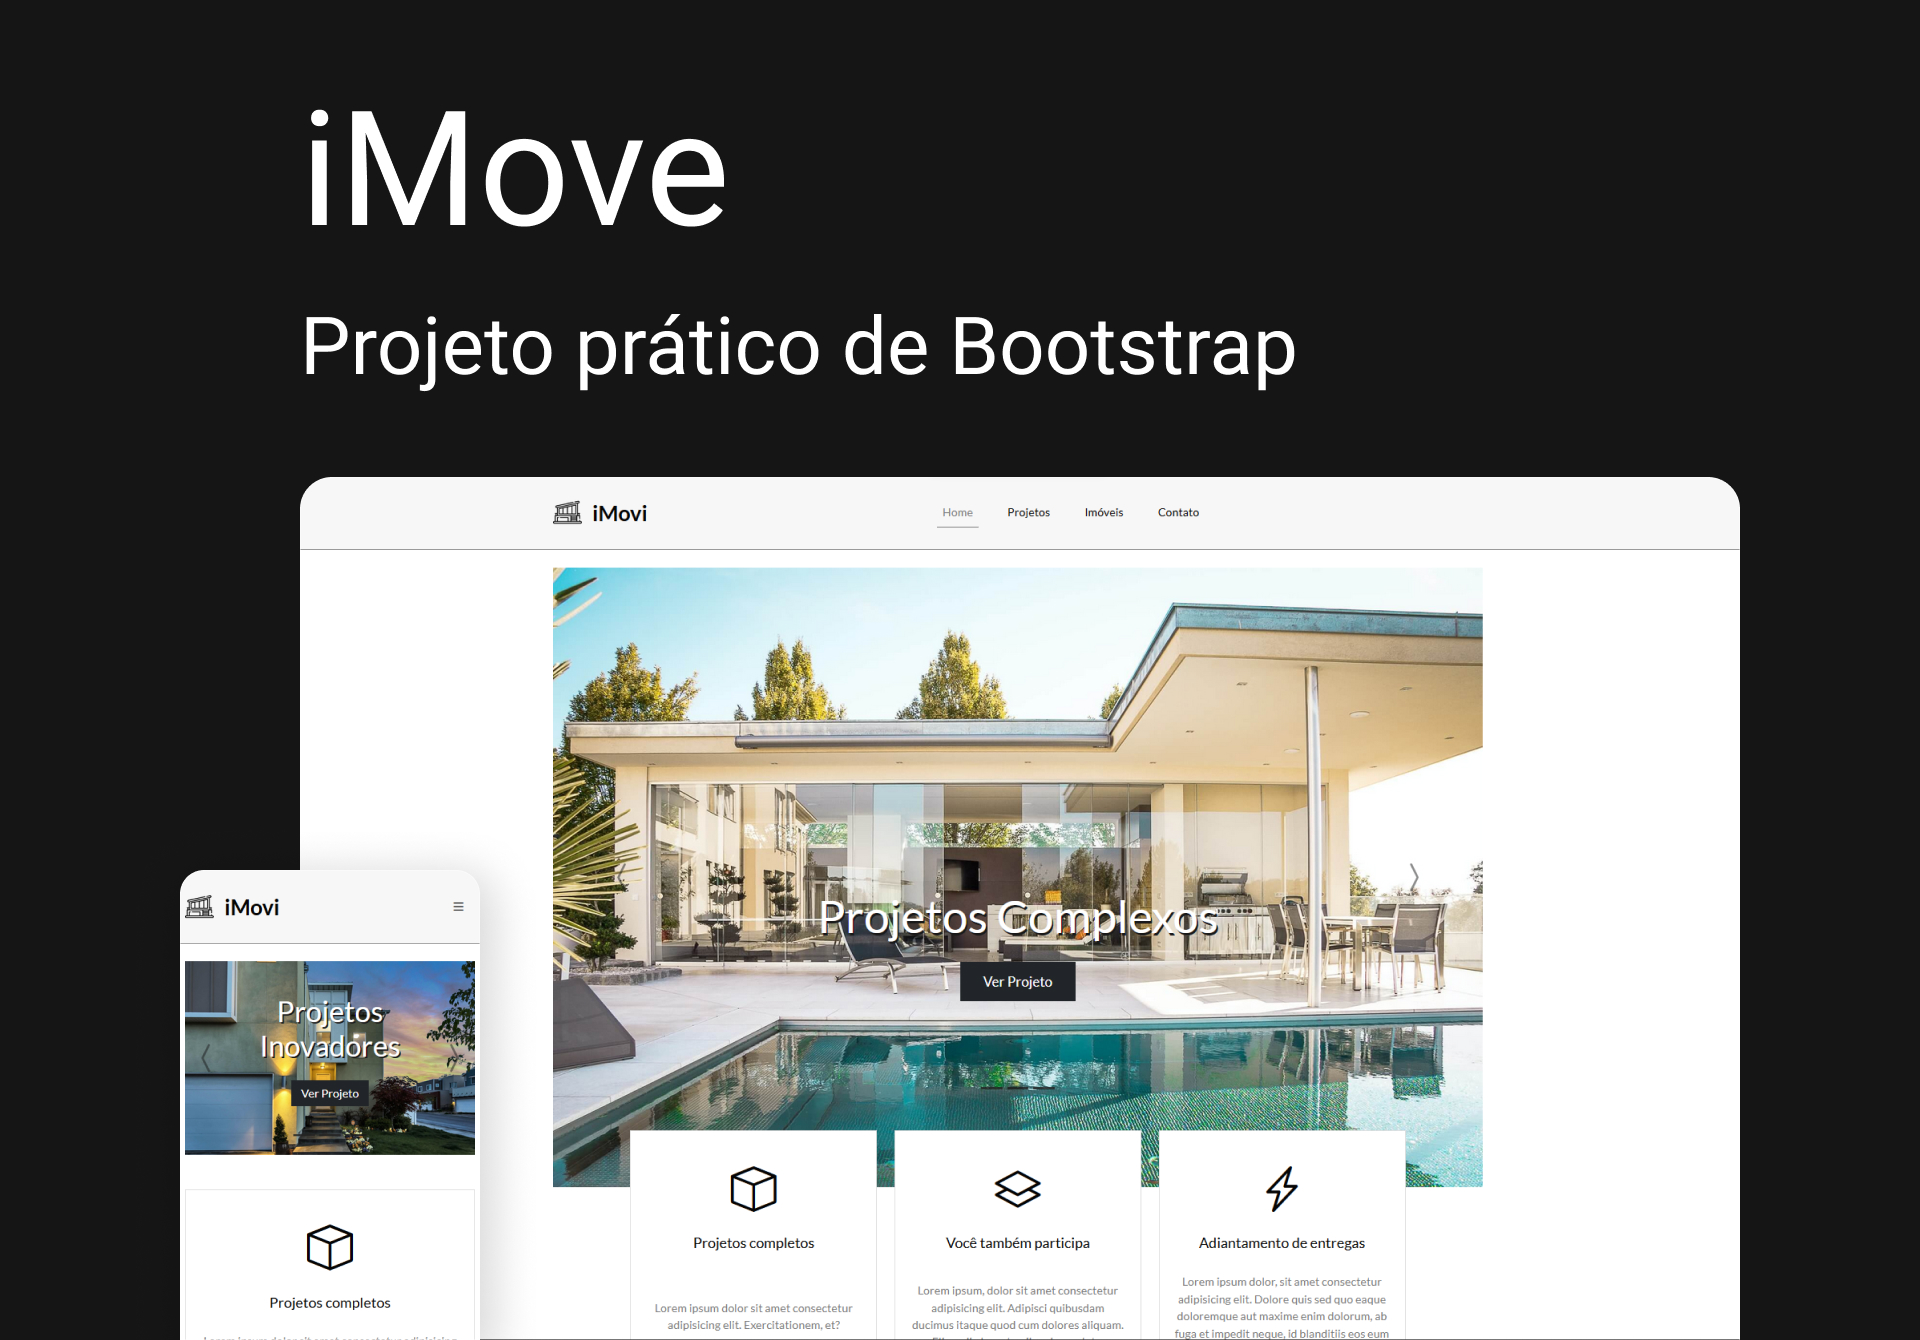 iMove
Projeto prático de Bootstrap
iMovi
Home Projetos Imóveis Contato
Projetos Complexos
Ver Projeto
Projetos completos
Lorem ipsum dolor sit amet consectetur
adipisicing elit. Exercitationem, et?
Você também participa
Lorem ipsum, dolor sit amet consectetur
adipisicing elit. Adipisci quibusdam
ducimus itaque quod cum dolores aliquam.
Adiantamento de entregas
Lorem ipsum dolor, sit amet consectetur
adipisicing elit. Dolore quis sed quo eaque
doloremque aut maxime enim dolorum, ab
fuga et impedit neque, id blanditiis eos eum
iMovi
Projetos
Inovadores
Ver Projeto
Projetos completos